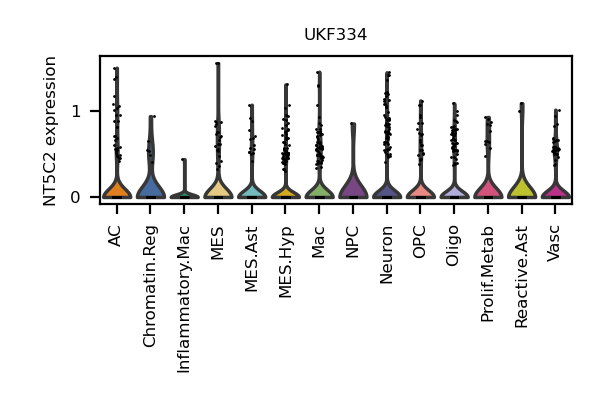 UKF334
NT5C2 expression
1
0
AC
Chromatin.Reg
Inflammatory.Mac
MES
MES.Ast
MES.Hyp
Mac
NPC
Neuron
OPC
Oligo
Prolif.Metab
Reactive.Ast
Vasc